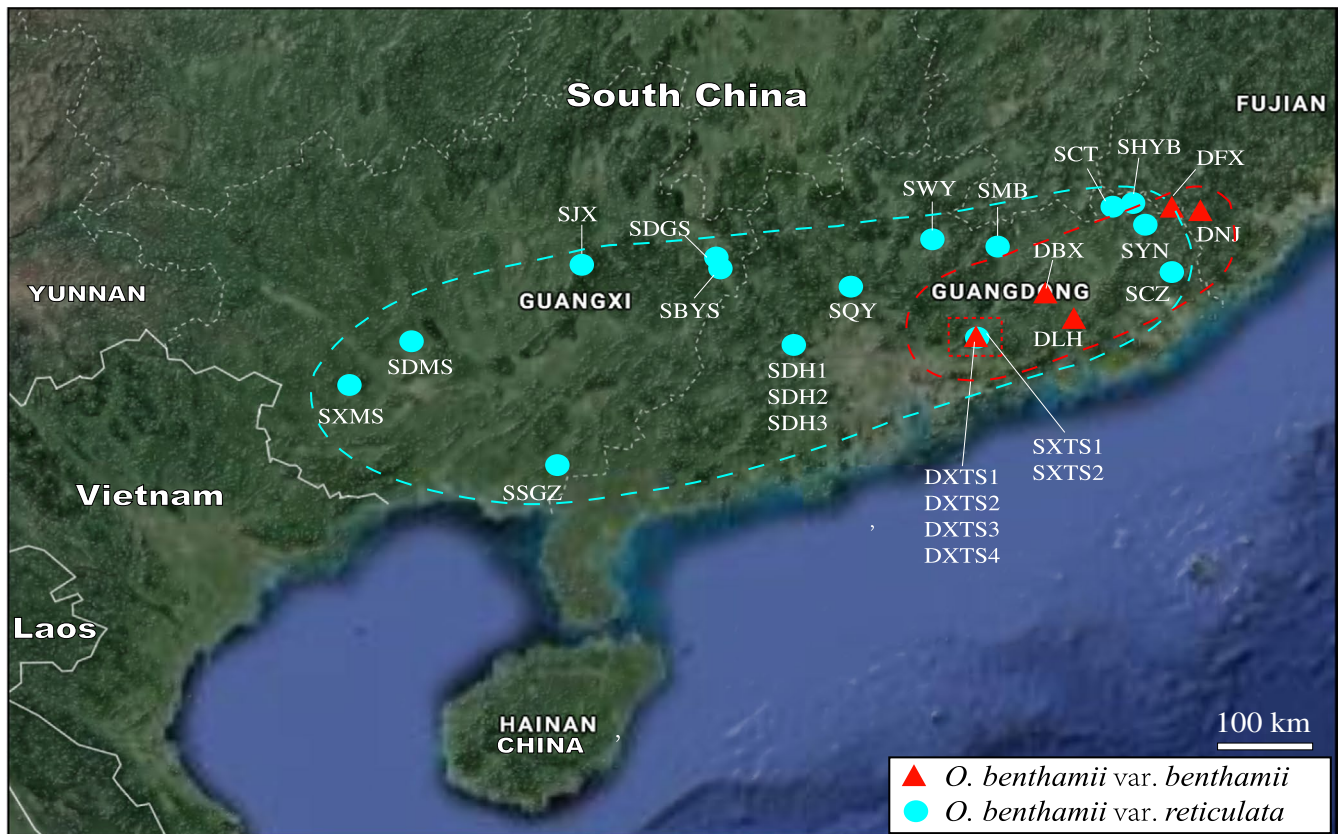 South China
FUJIAN
SCT
SHYB
DFX
SWY
SMB
SJX
SDGS
DNJ
SYN
DBX
YUNNAN
GUANGXI
GUANGDONG
SCZ
SBYS
SQY
DLH
SDMS
SDH1
SDH2
SDH3
SXMS
SXTS1
SXTS2
DXTS1
DXTS2
DXTS3
DXTS4
SSGZ
Vietnam
Laos
HAINAN
CHINA
100 km
O. benthamii var. benthamii
O. benthamii var. reticulata